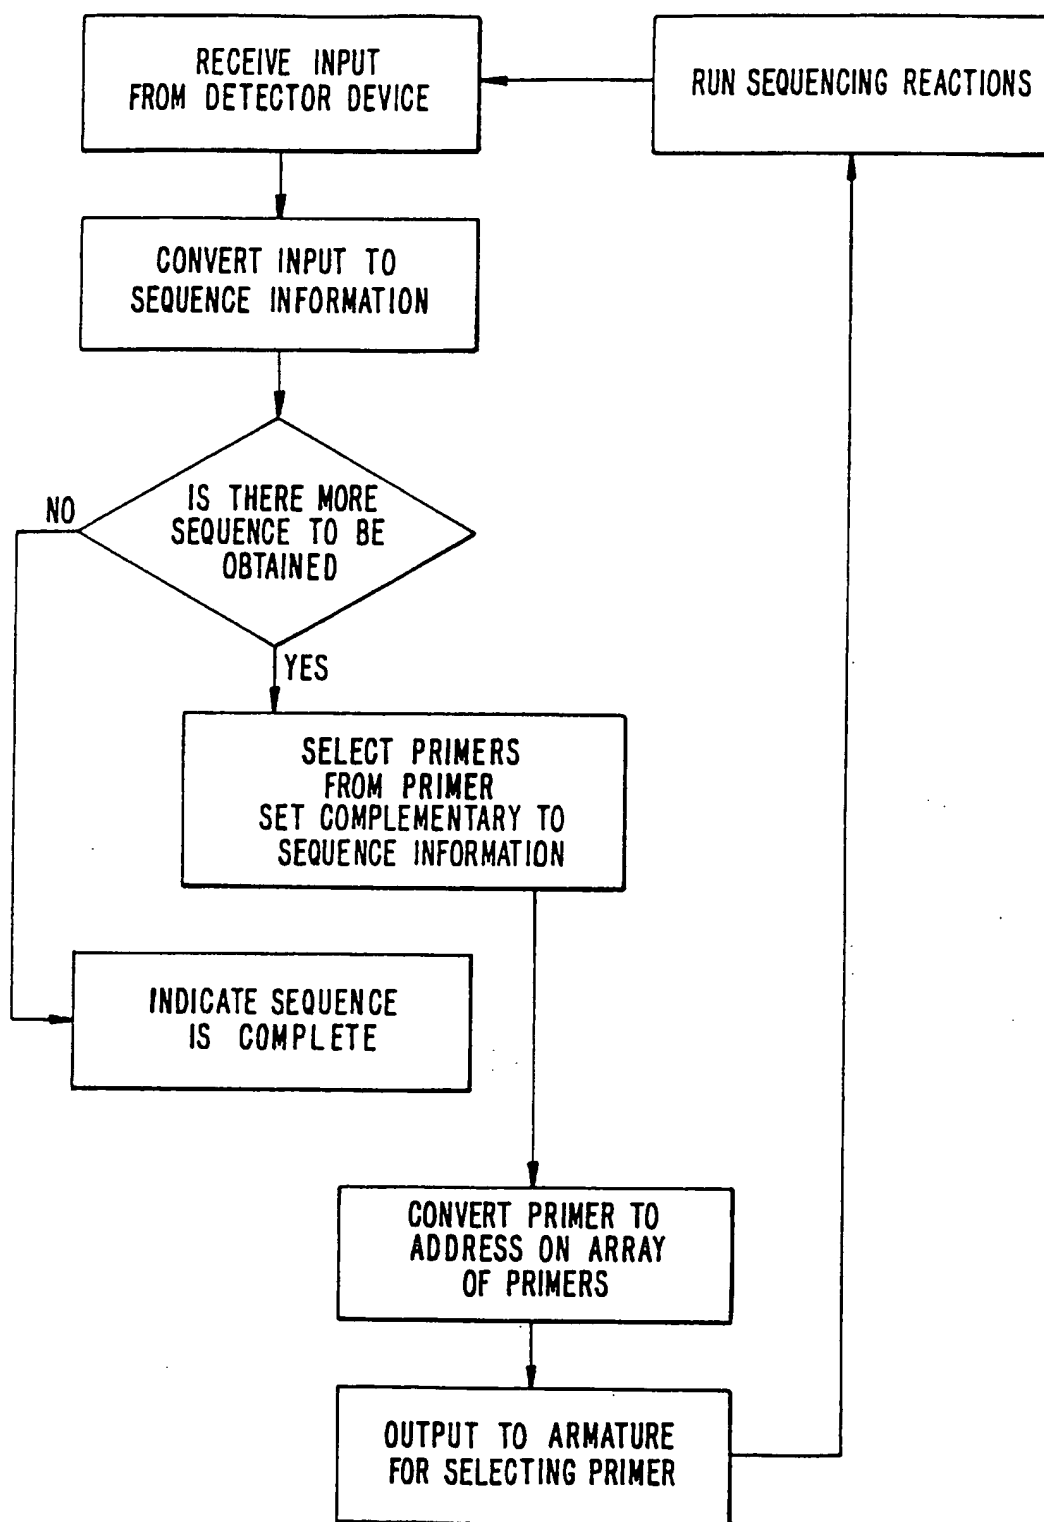 RECEIVE INPUT
FROM DETECTOR DEVICE
RUN SEQUENCING REACTIONS
CONVERT INPUT TO
SEQUENCE INFORMATION
IS THERE MORE
SEQUENCE TO BE
OBTAINED
NO
YES
SELECT PRIMERS
FROM PRIMER
SET COMPLEMENTARY TO
SEQUENCE INFORMATION
INDICATE SEQUENCE
IS COMPLETE
CONVERT PRIMER TO
ADDRESS ON ARRAY
OF PRIMERS
OUTPUT TO ARMATURE
FOR SELECTING PRIMER